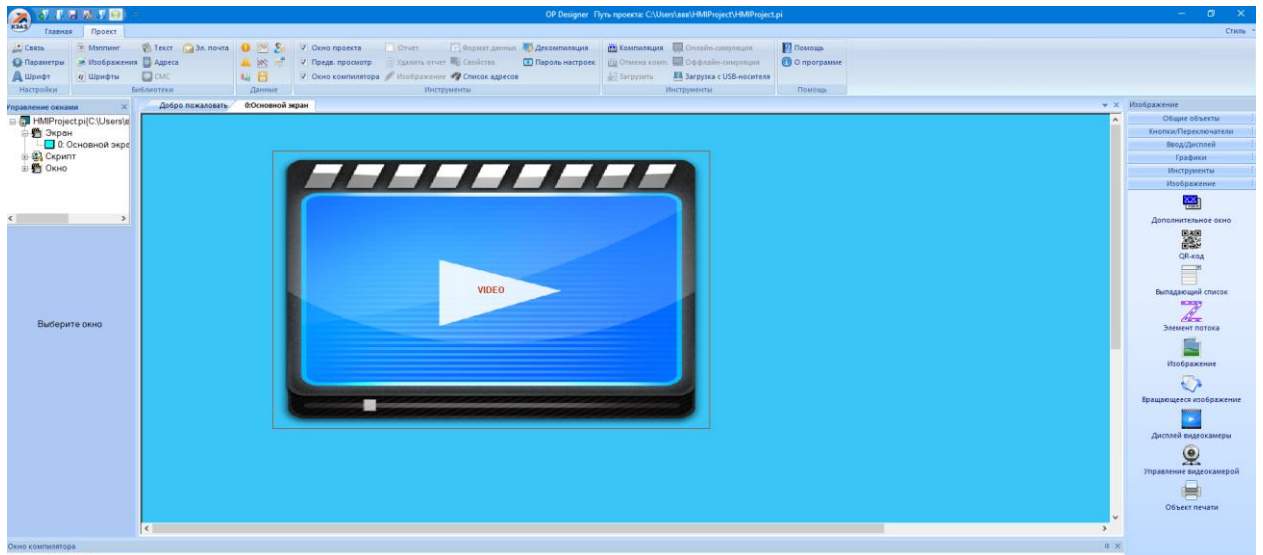 OP Designer Путь проекта: C:\Users\ввв\HMIProject\HMIProject.pi
КЭАЗ
Главная Проект Стиль
Связь Маппинг Текст Эл. почта Окно проекта Отчет Формат данных Декомпиляция Компиляция Онлайн-симуляция Помощь
Параметры Изображения Адреса Предв. просмотр Удалить отчет Свойства Пароль настроек Отмена комп. Оффлайн-симуляция О программе
Шрифт Шрифты СМС Окно компилятора Изображение Список адресов Загрузить Загрузка с USB-носителя
Настройки Библиотеки Данные Инструменты Инструменты Помощь
Управление окнами Добро пожаловать 0:Основной экран Изображение
HMIProject.pi[C:\Users\в
Экран
0: Основной экра
Скрипт
Окно
Выберите окно
VIDEO
Общие объекты
Кнопки/Переключатели
Ввод/Дисплей
Графики
Инструменты
Изображение
Дополнительное окно
QR-код
Выпадающий список
Элемент потока
Изображение
Вращающееся изображение
Дисплей видеокамеры
Управление видеокамерой
Объект печати
Окно компилятора